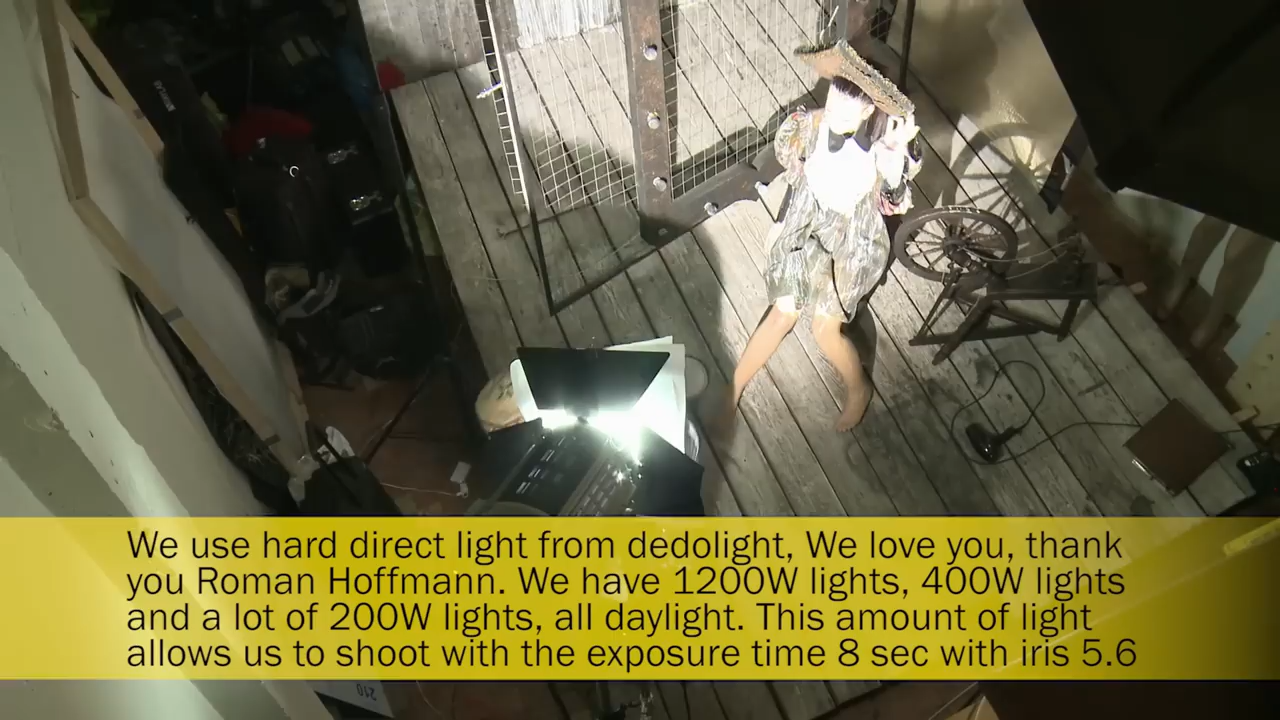 We use hard direct light from dedolight, We love you, thank
you Roman Hoffmann. We have 1200W lights, 400W lights
and a lot of 200W lights, all daylight. This amount of light
allows us to shoot with the exposure time 8 sec with iris 5.6
210